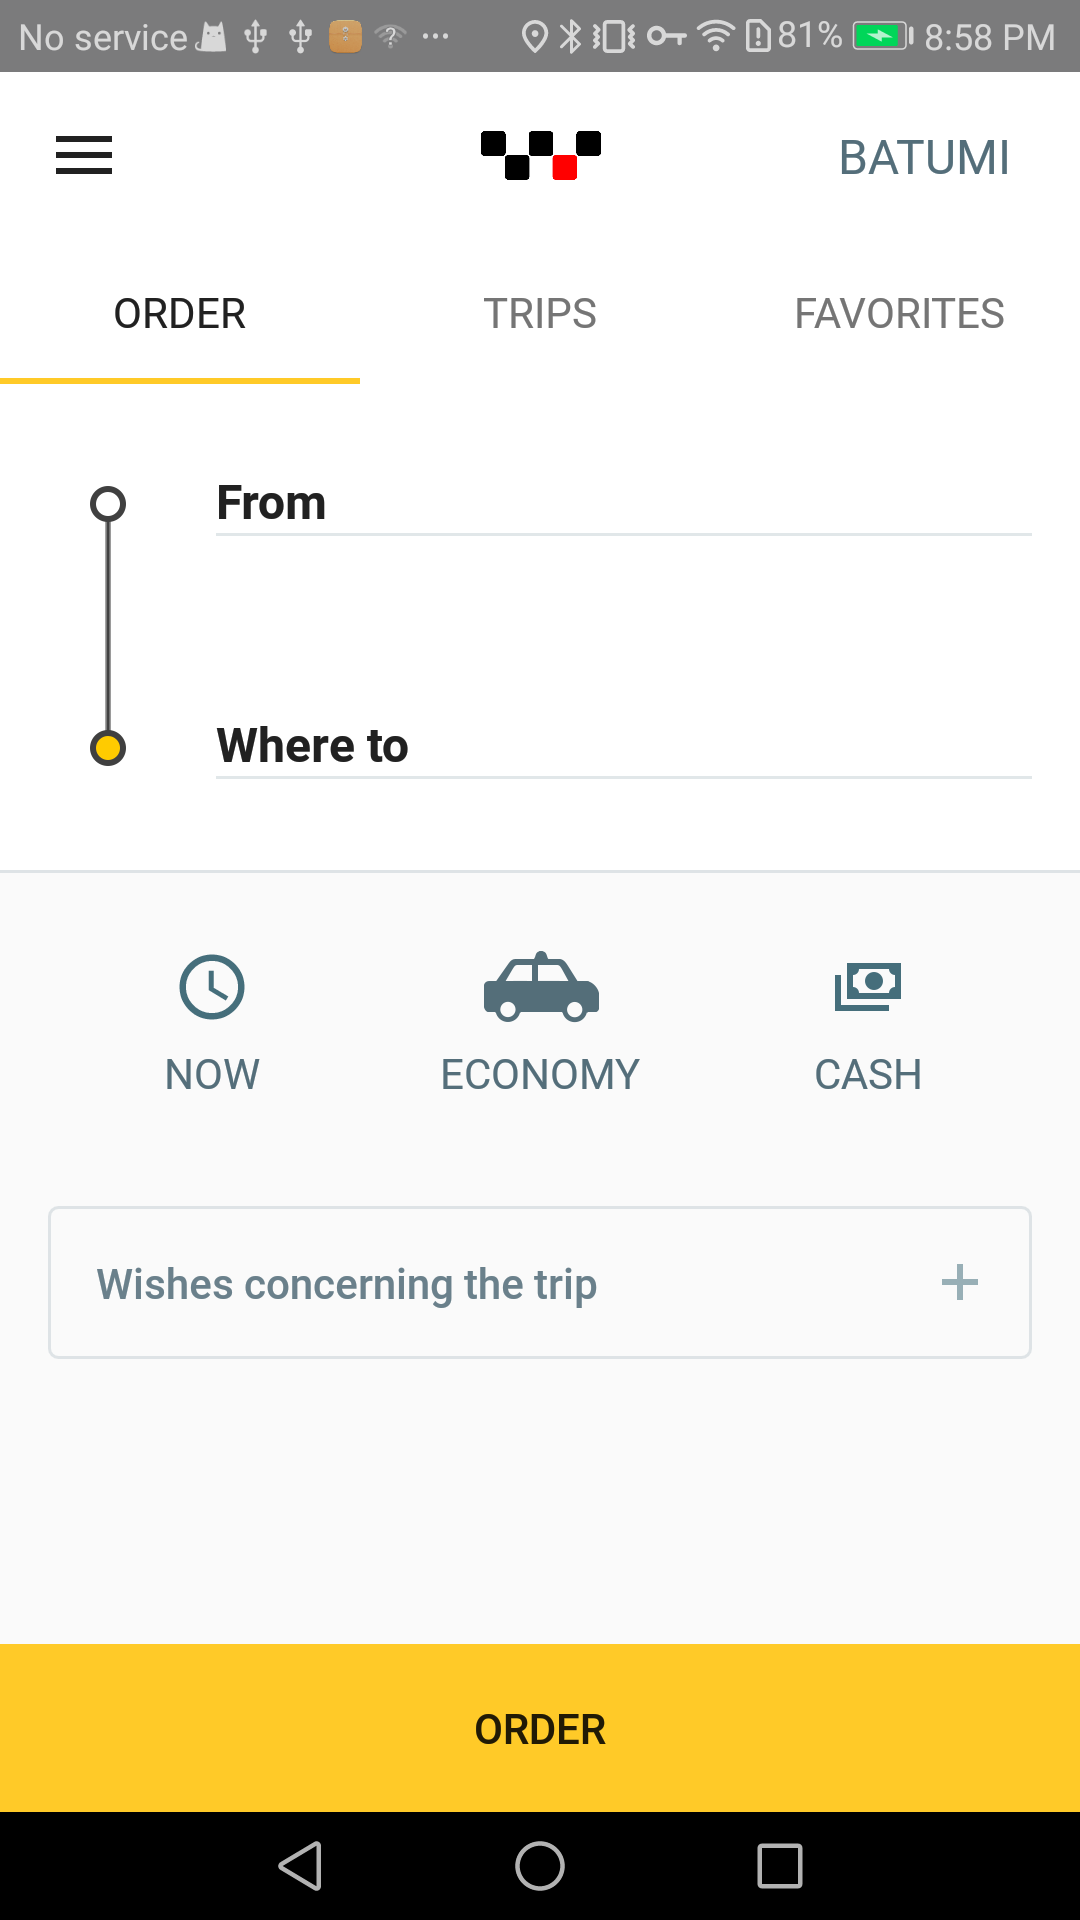 No service 81% 8:58 PM
BATUMI
ORDER TRIPS FAVORITES
From
Where to
NOW ECONOMY CASH
Wishes concerning the trip
ORDER